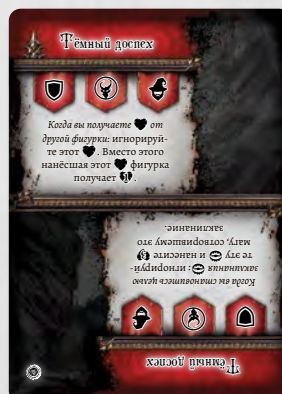 Тёмный доспех
Когда вы получаете от
другой фигурки: игнорируй-
те этот . Вместо этого
нанёсшая этот фигурка
получает .
Тёмный доспех
Когда вы становитесь целью
заклинания : игнорируй-
те эту и нанесите
магу, сотворившему это
заклинание.